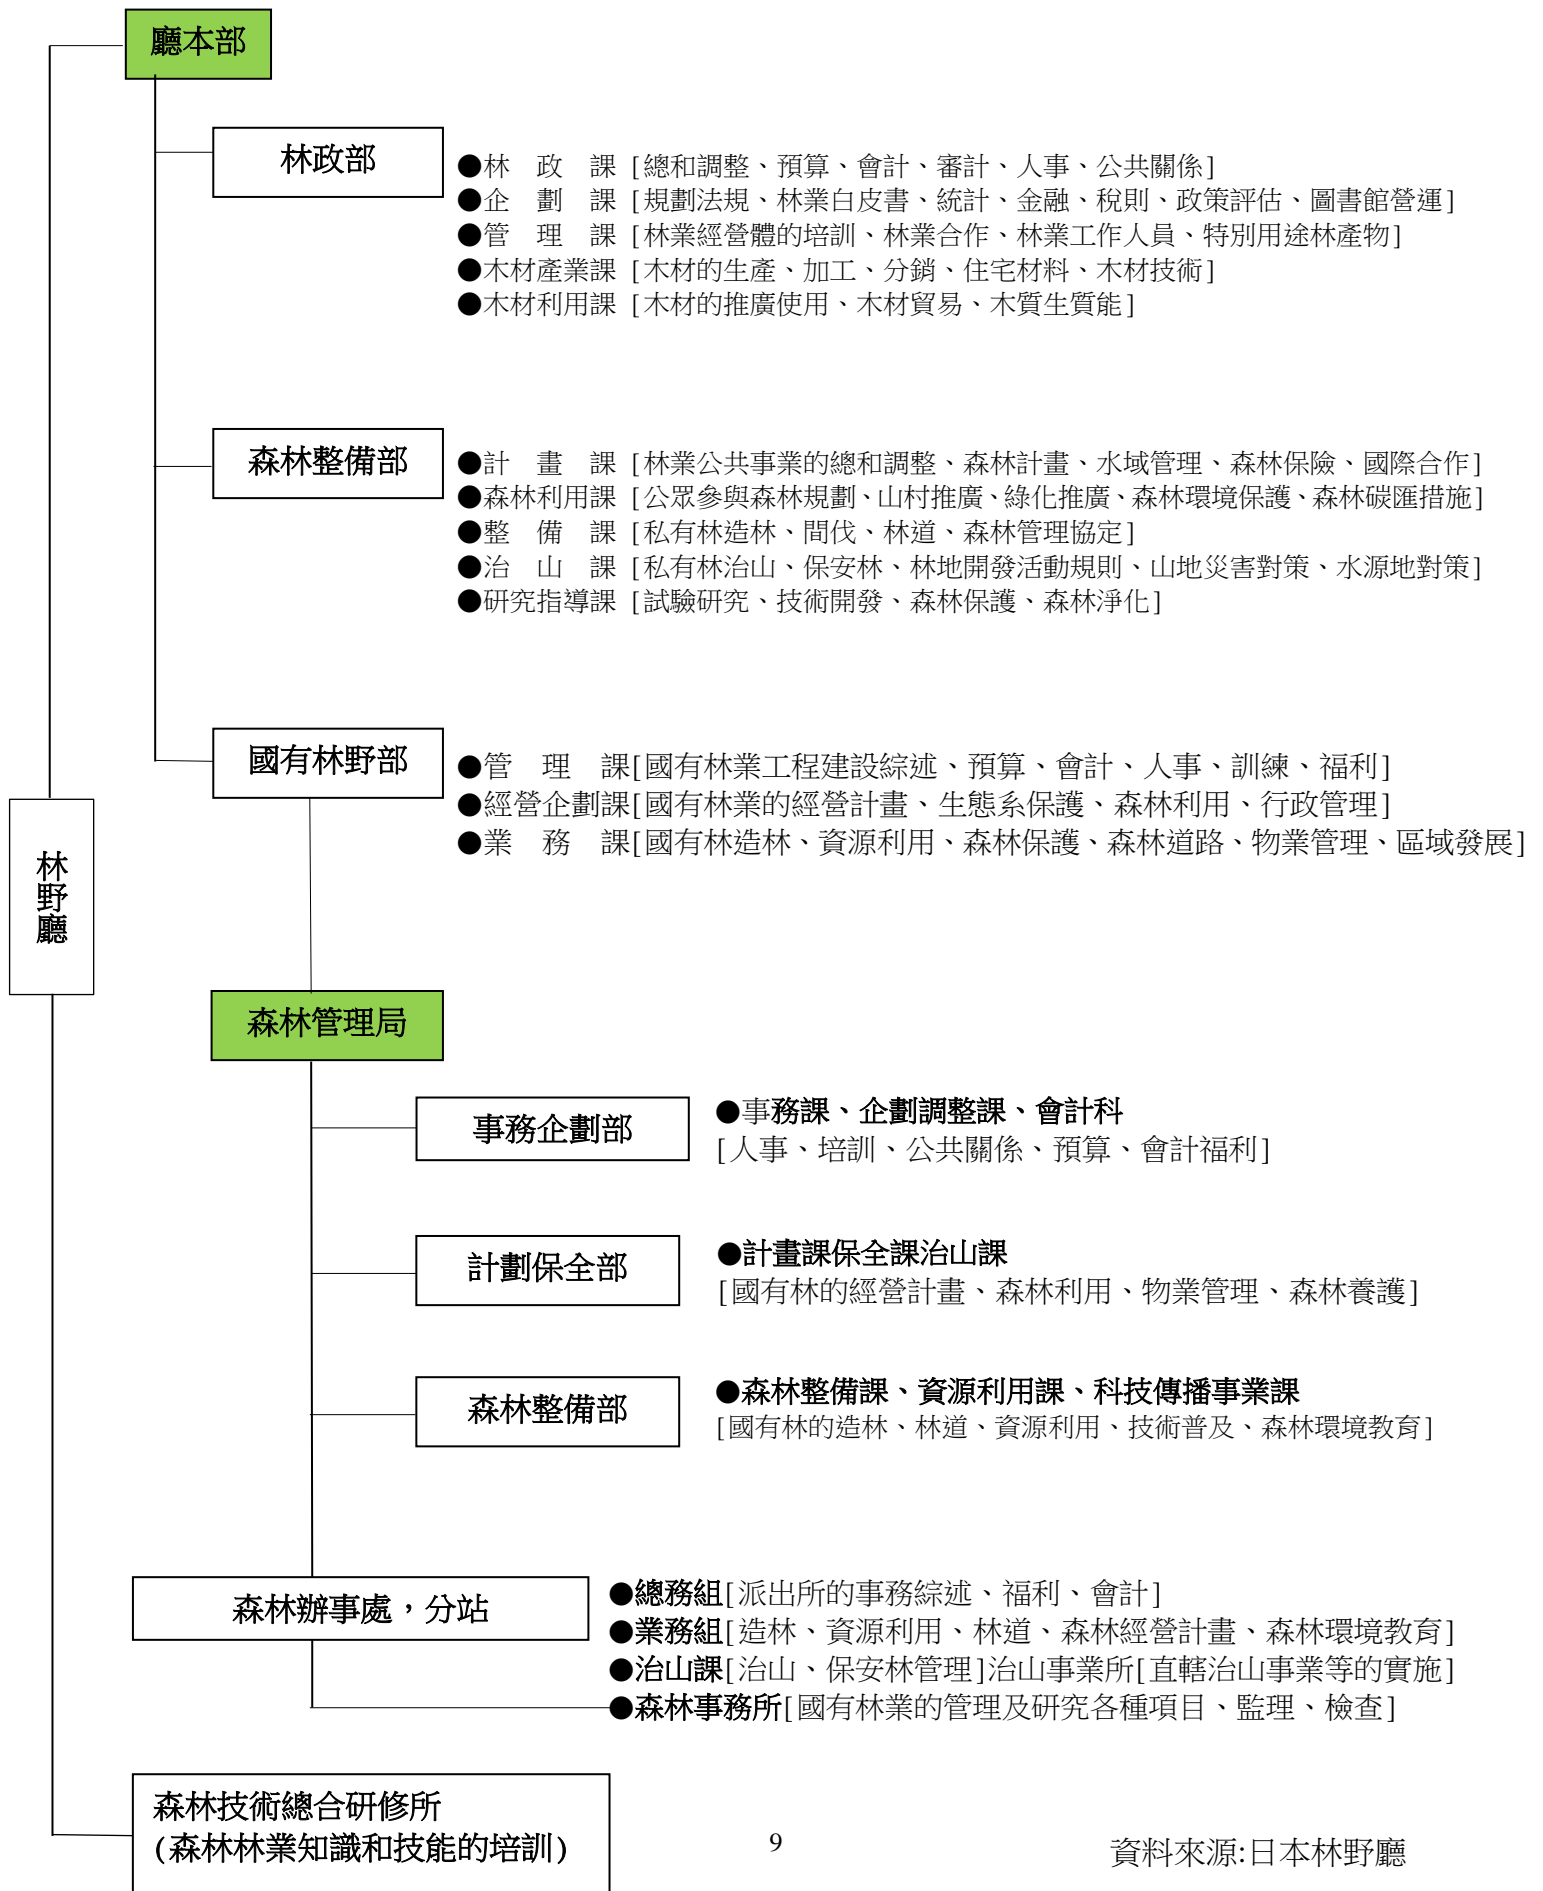 廳本部
林政部
●林　政　課 [總和調整、預算、會計、審計、人事、公共關係]
●企　劃　課 [規劃法規、林業白皮書、統計、金融、稅則、政策評估、圖書館營運]
●管　理　課 [林業經營體的培訓、林業合作、林業工作人員、特別用途林產物]
●木材產業課 [木材的生產、加工、分銷、住宅材料、木材技術]
●木材利用課 [木材的推廣使用、木材貿易、木質生質能]
森林整備部
●計　畫　課 [林業公共事業的總和調整、森林計畫、水域管理、森林保險、國際合作]
●森林利用課 [公眾參與森林規劃、山村推廣、綠化推廣、森林環境保護、森林碳匯措施]
●整　備　課 [私有林造林、間伐、林道、森林管理協定]
●治　山　課 [私有林治山、保安林、林地開發活動規則、山地災害對策、水源地對策]
●研究指導課 [試驗研究、技術開發、森林保護、森林淨化]
國有林野部
●管　理　課[國有林業工程建設綜述、預算、會計、人事、訓練、福利]
●經營企劃課[國有林業的經營計畫、生態系保護、森林利用、行政管理]
●業　務　課[國有林造林、資源利用、森林保護、森林道路、物業管理、區域發展]
林野廳
森林管理局
事務企劃部
●事務課、企劃調整課、會計科
[人事、培訓、公共關係、預算、會計福利]
計劃保全部
●計畫課保全課治山課
[國有林的經營計畫、森林利用、物業管理、森林養護]
森林整備部
●森林整備課、資源利用課、科技傳播事業課
[國有林的造林、林道、資源利用、技術普及、森林環境教育]
森林辦事處，分站
●總務組[派出所的事務綜述、福利、會計]
●業務組[造林、資源利用、林道、森林經營計畫、森林環境教育]
●治山課[治山、保安林管理]治山事業所[直轄治山事業等的實施]
●森林事務所[國有林業的管理及研究各種項目、監理、檢查]
森林技術總合研修所
(森林林業知識和技能的培訓)
9
資料來源:日本林野廳